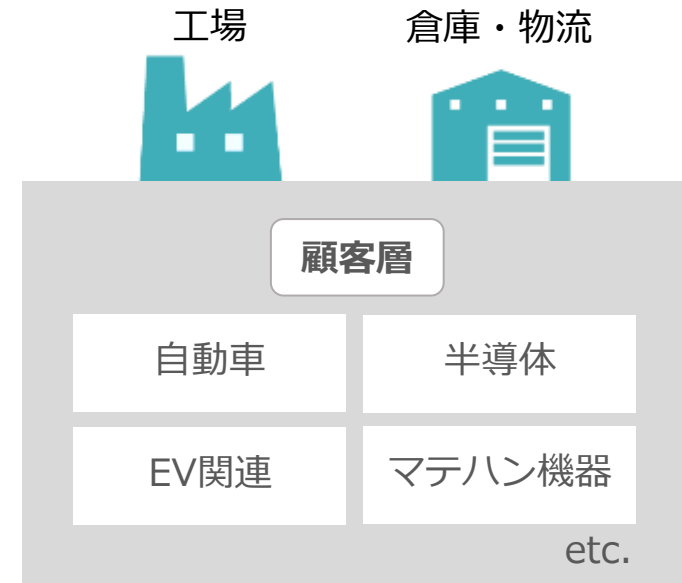 工場 倉庫・物流
顧客層
自動車 半導体
EV関連 マテハン機器
etc.